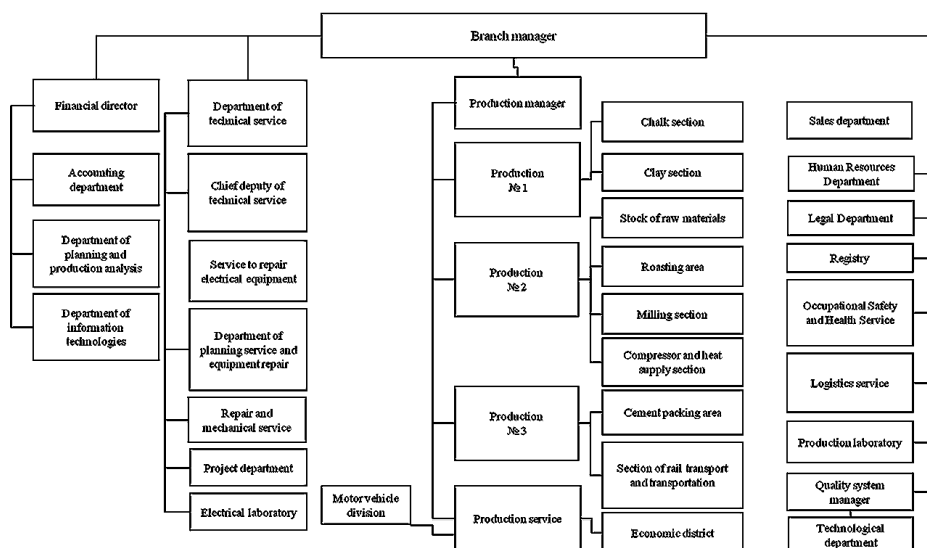 Branch manager
Financial director
Accounting
department
Department of
planning and
production analysis
Department of
information
technologies
Department of
technical service
Chief deputy of
technical service
Service to repair
electrical equipment
Department of
planning service and
equipment repair
Repair and
mechanical service
Project department
Electrical laboratory
Motor vehicle
division
Production manager
Production
№1
Production
№2
Production
№3
Production service
Chalk section
Clay section
Stock of raw materials
Roasting area
Milling section
Compressor and heat
supply section
Cement packing area
Section of rail transport
and transportation
Economic district
Sales department
Human Resources
Department
Legal Department
Registry
Occupational Safety
and Health Service
Logistics service
Production laboratory
Quality system
manager
Technological
department